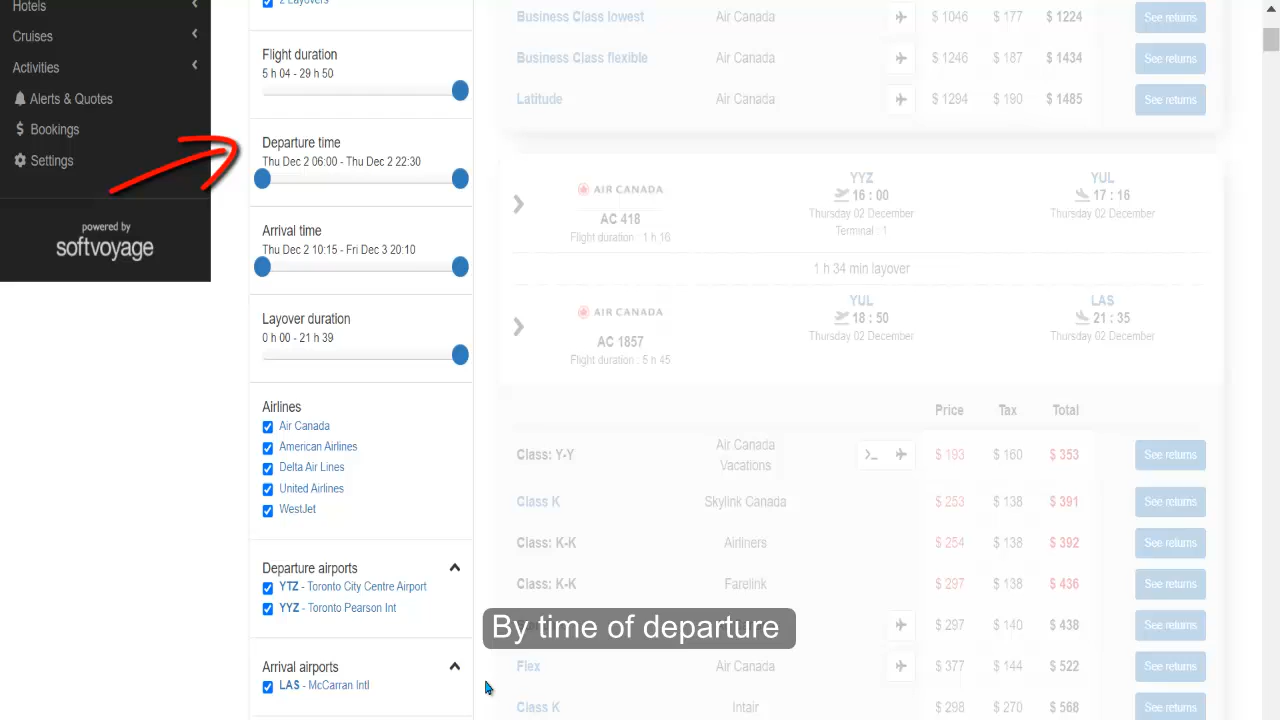 Hotels
Cruises
Activities
Alerts & Quotes
Bookings
Settings
powered by
softvoyage
2 Layovers
Flight duration
5 h 04 - 29 h 50
Departure time
Thu Dec 2 06:00 - Thu Dec 2 22:30
Arrival time
Thu Dec 2 10:15 - Fri Dec 3 20:10
Layover duration
0 h 00 - 21 h 39
Airlines
Air Canada
American Airlines
Delta Air Lines
United Airlines
WestJet
Departure airports
YTZ - Toronto City Centre Airport
YYZ - Toronto Pearson Int
Arrival airports
LAS - McCarran Intl
Business Class lowest Air Canada $ 1046 $ 177 $ 1224 See returns
Business Class flexible Air Canada $ 1246 $ 187 $ 1434 See returns
Latitude Air Canada $ 1294 $ 190 $ 1485 See returns
AIR CANADA
AC 418
Flight duration : 1 h 16
YYZ
16 : 00
Thursday 02 December
Terminal : 1
YUL
17 : 16
Thursday 02 December
1 h 34 min layover
AIR CANADA
AC 1857
Flight duration : 5 h 45
YUL
18 : 50
Thursday 02 December
LAS
21 : 35
Thursday 02 December
Price Tax Total
Class: Y-Y Air Canada Vacations $ 193 $ 160 $ 353 See returns
Class K Skylink Canada $ 253 $ 138 $ 391 See returns
Class: K-K Airliners $ 254 $ 138 $ 392 See returns
Class: K-K Farelink $ 297 $ 138 $ 436 See returns
$ 297 $ 140 $ 438 See returns
By time of departure
Flex Air Canada $ 377 $ 144 $ 522 See returns
Class K Intair $ 298 $ 270 $ 568 See returns